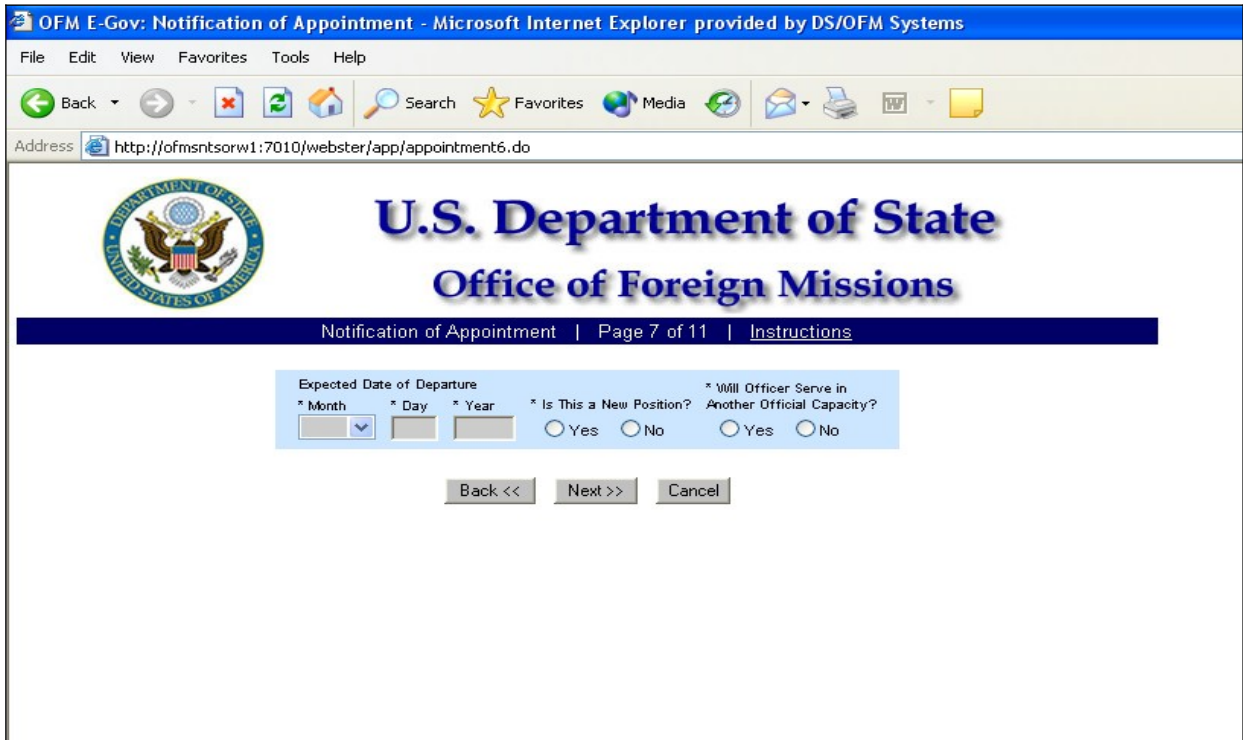 OFM E-Gov: Notification of Appointment - Microsoft Internet Explorer provided by DS/OFM Systems
File Edit View Favorites Tools Help
Back Search Favorites Media
Address http://ofmsntsorw1:7010/webster/app/appointment6.do
DEPARTMENT OF STATE
UNITED STATES OF AMERICA
U.S. Department of State
Office of Foreign Missions
Notification of Appointment | Page 7 of 11 | Instructions
Expected Date of Departure
* Month * Day * Year
* Is This a New Position?
* Will Officer Serve in
Another Official Capacity?
Yes No Yes No
Back << Next >> Cancel